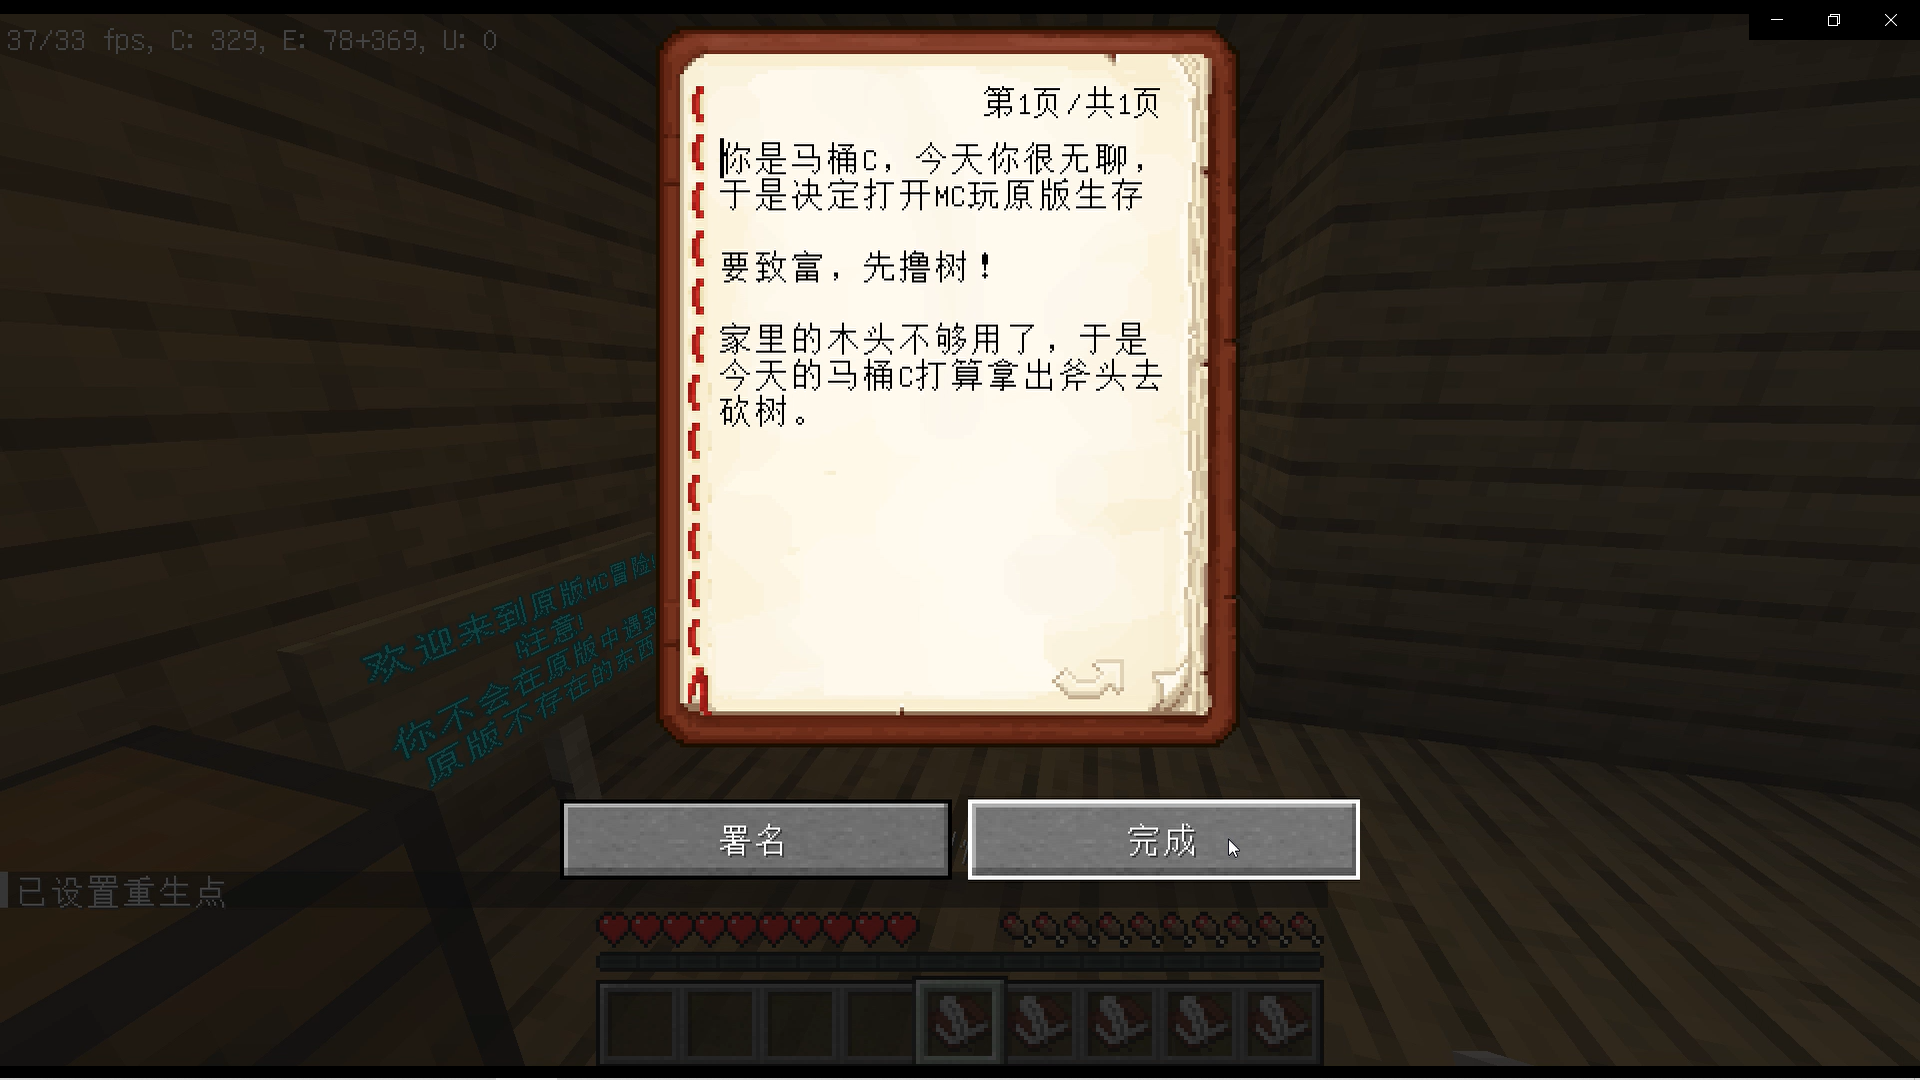 37/33 fps, C: 329, E: 78+369, U: 0
第1页/共1页
你是马桶C，今天你很无聊，
于是决定打开MC玩原版生存
要致富，先撸树！
家里的木头不够用了，于是
今天的马桶C打算拿出斧头去
砍树。
欢迎来到原版MC冒险!
!注意!
你不会在原版中遇到
原版不存在的东西
署名
完成
已设置重生点